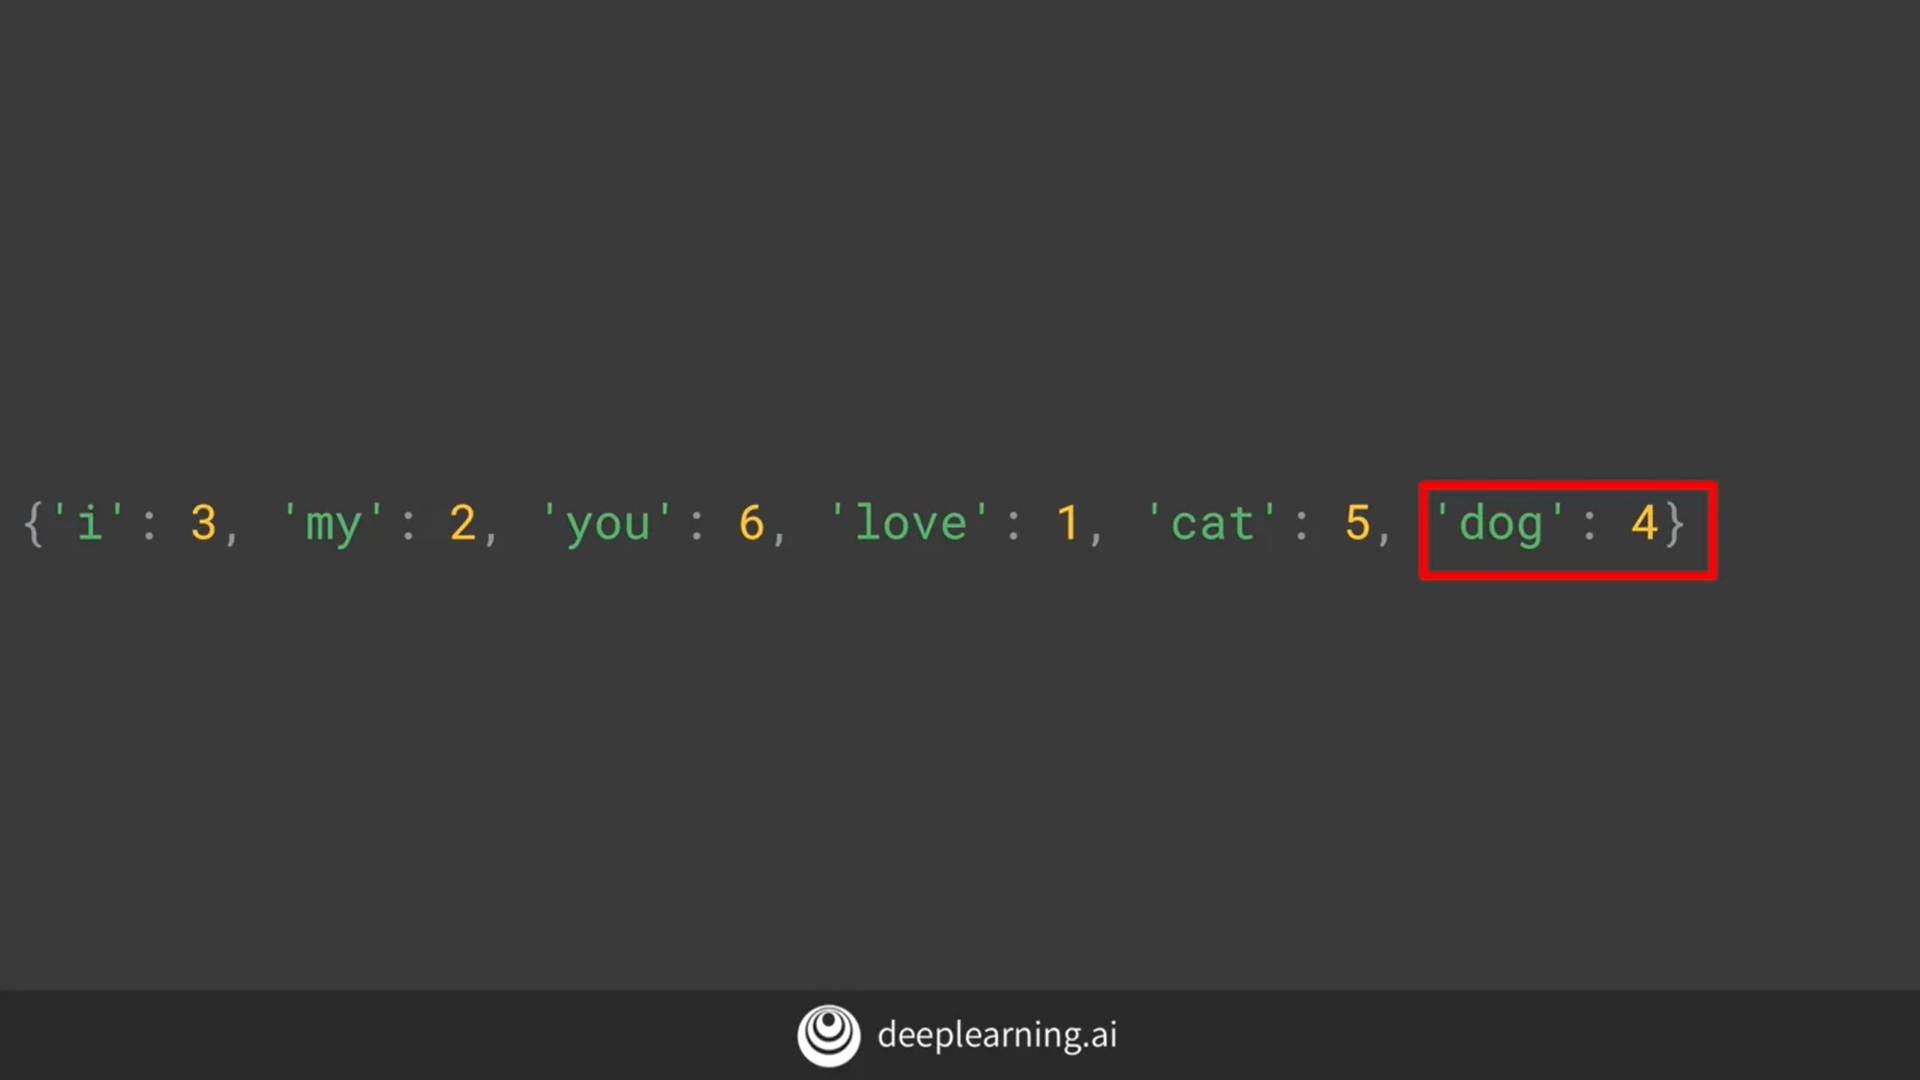 {'i': 3, 'my': 2, 'you': 6, 'love': 1, 'cat': 5, 'dog': 4}
deeplearning.ai